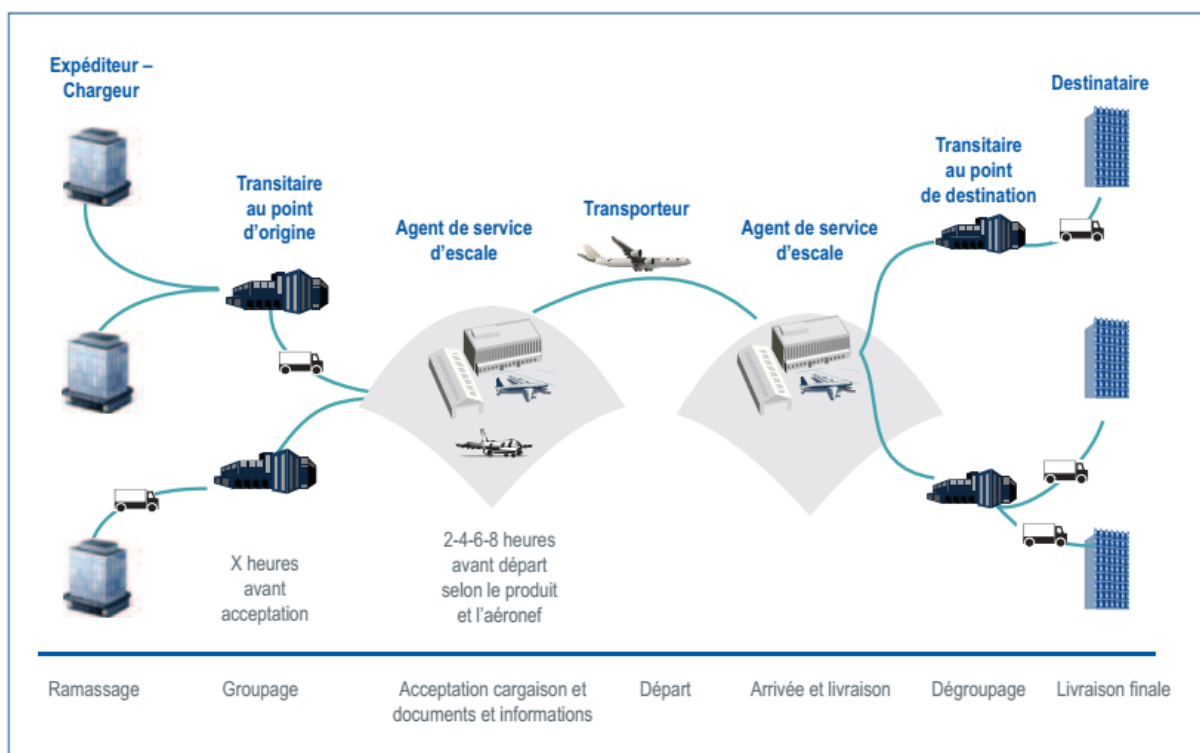 Expéditeur –
Chargeur
Destinataire
Transitaire
au point
de destination
Transitaire
au point
d'origine
Agent de service
d'escale
Transporteur
Agent de service
d'escale
X heures
avant
acceptation
2-4-6-8 heures
avant départ
selon le produit
et l'aéronef
Ramassage
Groupage
Acceptation cargaison et
documents et informations
Départ
Arrivée et livraison
Dégroupage
Livraison finale